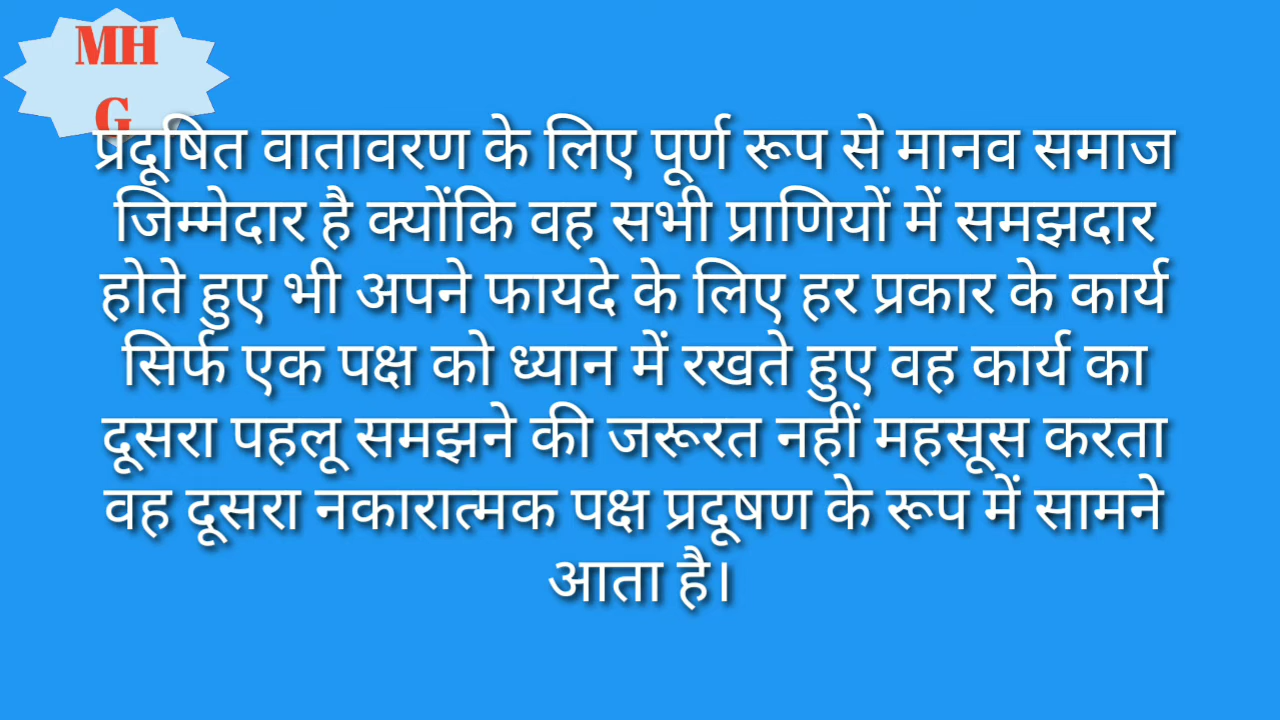 MH
G
प्रदूषित वातावरण के लिए पूर्ण रूप से मानव समाज
जिम्मेदार है क्योंकि वह सभी प्राणियों में समझदार
होते हुए भी अपने फायदे के लिए हर प्रकार के कार्य
सिर्फ एक पक्ष को ध्यान में रखते हुए वह कार्य का
दूसरा पहलू समझने की जरूरत नहीं महसूस करता
वह दूसरा नकारात्मक पक्ष प्रदूषण के रूप में सामने
आता है।